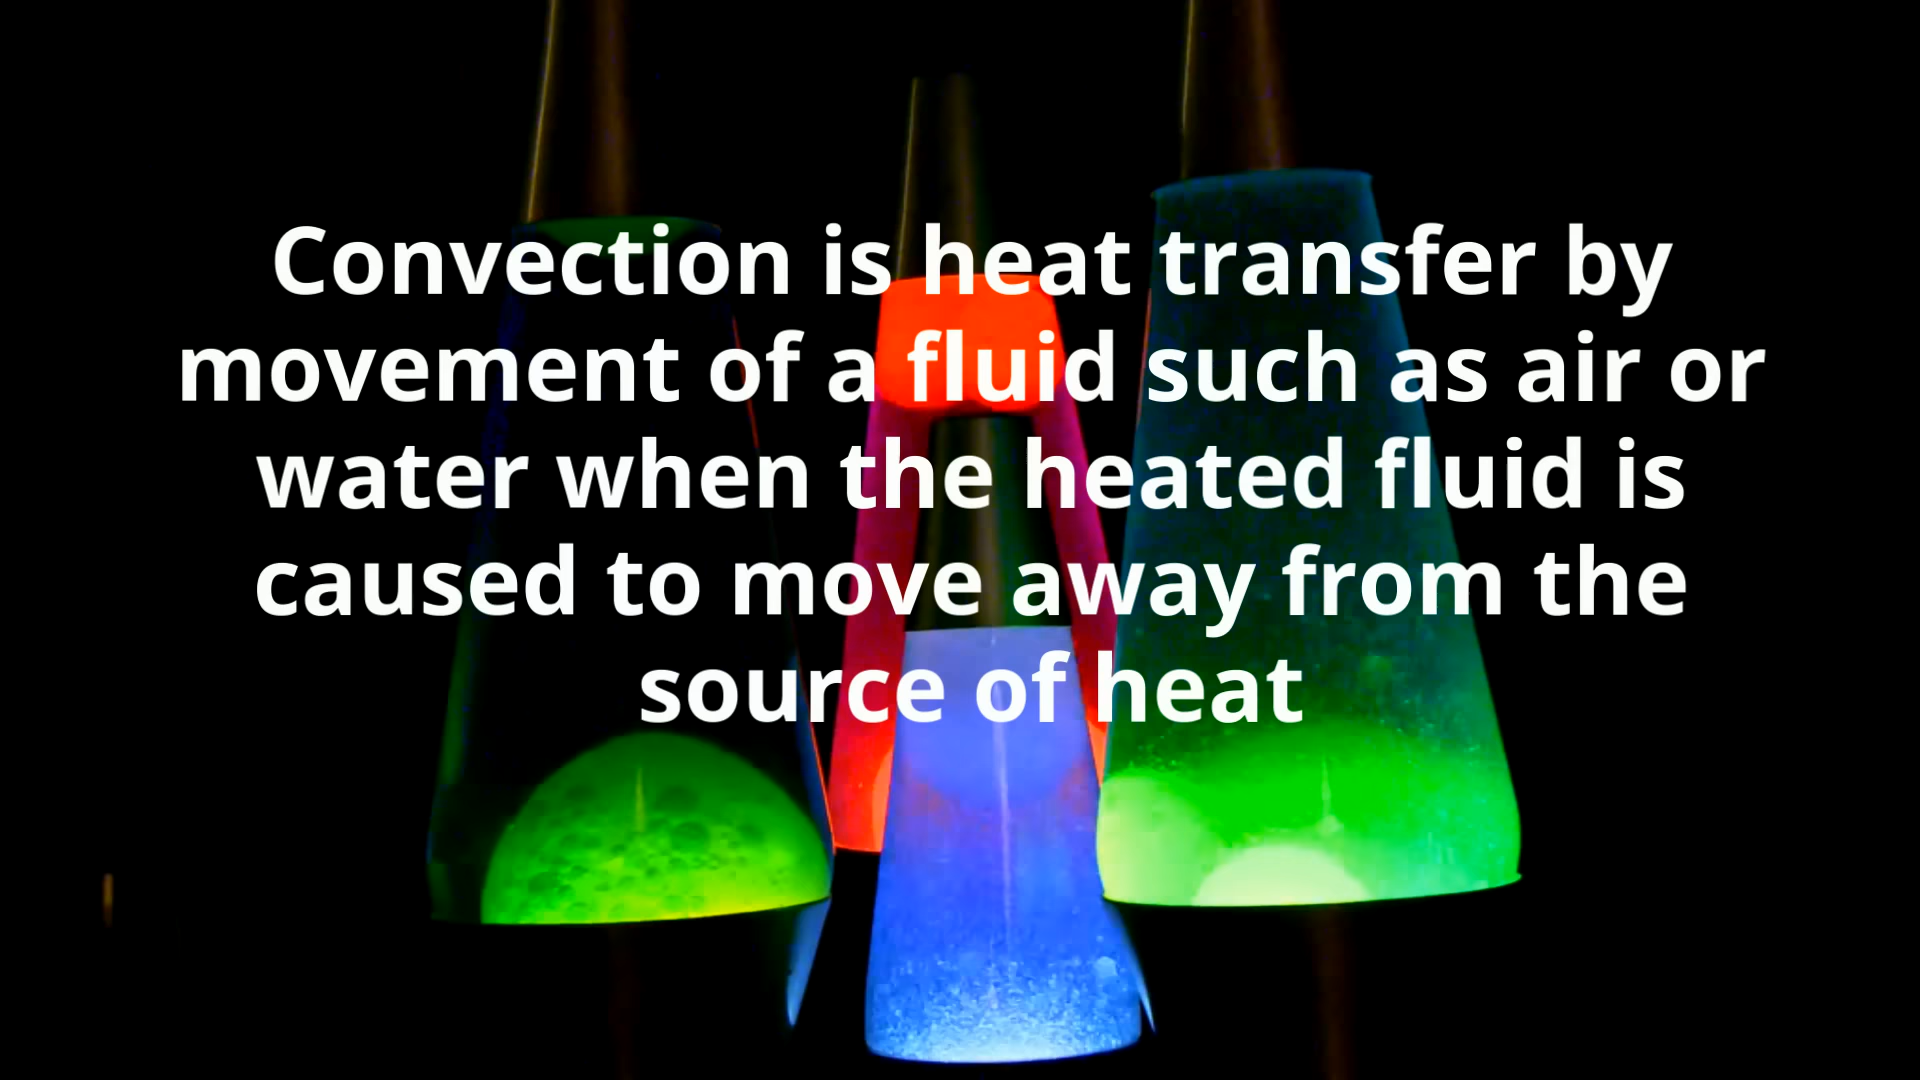 Convection is heat transfer by
movement of a fluid such as air or
water when the heated fluid is
caused to move away from the
source of heat